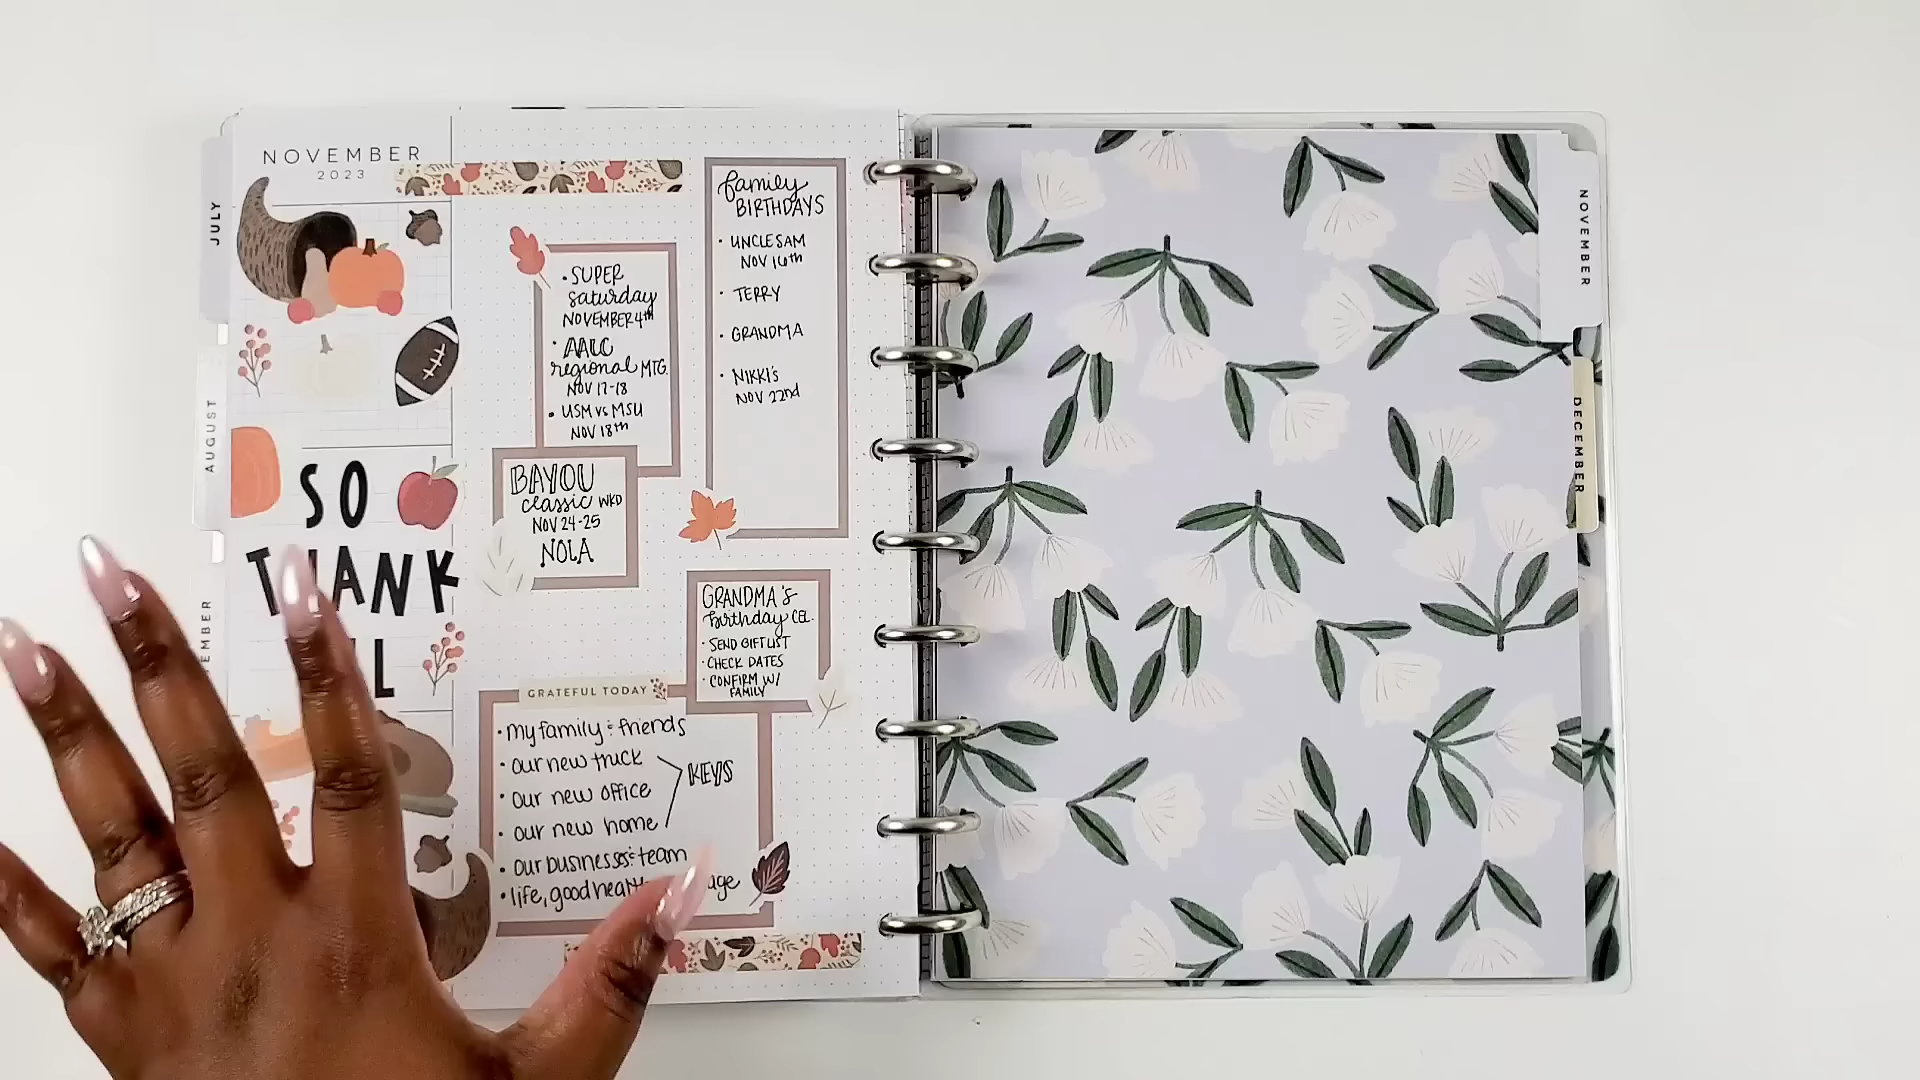 NOVEMBER
2023
JULY
AUGUST
EMBER
SO
THANK
L
• SUPER
saturday
NOVEMBER 4th
• AALC
regional MTG.
NOV 17-18
• USM vs MSU
NOV 18th
BAYOU
classic WKD
NOV 24-25
NOLA
family
BIRTHDAYS
• UNCLE SAM
NOV 16th
• TERRY
• GRANDMA
• NIKKI's
NOV 22nd
GRANDMA's
birthday CEL.
• SEND GIFT LIST
• CHECK DATES
• CONFIRM W/
FAMILY
GRATEFUL TODAY
• my family & friends
• our new truck
KEYS
• our new office
• our new home
• our businesses & team
• life, good health
NOVEMBER
DECEMBER